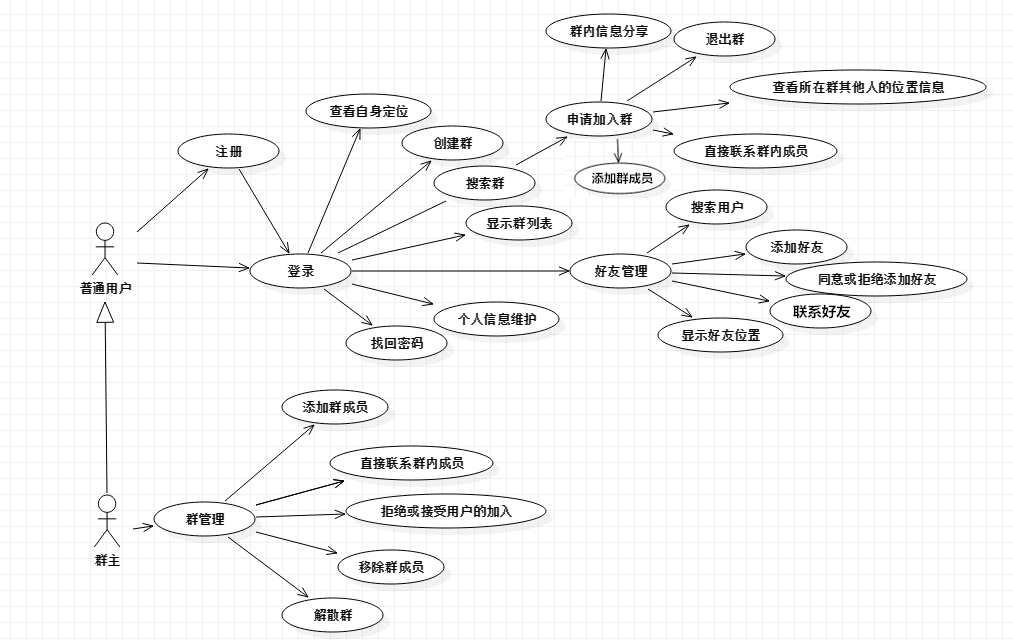 群内信息分享
退出群
查看所在群其他人的位置信息
查看自身定位
申请加入群
创建群
注册
直接联系群内成员
搜索群
添加群成员
搜索用户
显示群列表
添加好友
登录
好友管理
同意或拒绝添加好友
普通用户
联系好友
个人信息维护
显示好友位置
找回密码
添加群成员
直接联系群内成员
拒绝或接受用户的加入
群管理
群主
移除群成员
解散群